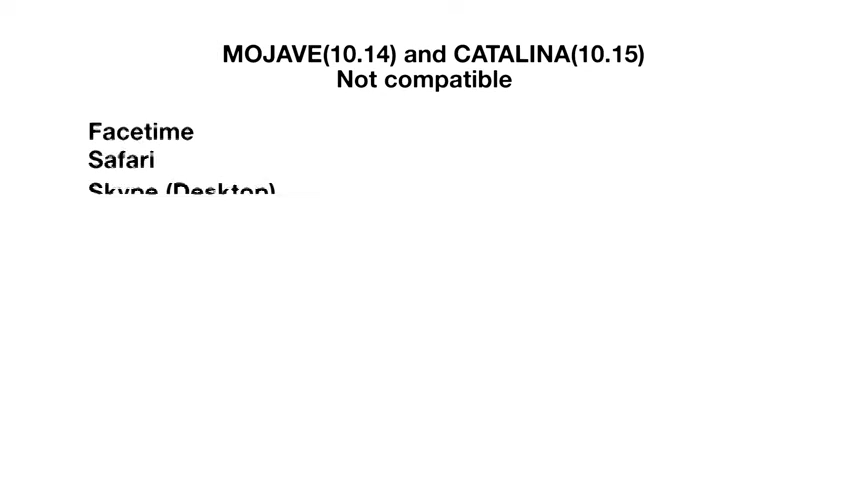 MOJAVE(10.14) and CATALINA(10.15)
Not compatible
Facetime
Safari
Skype (Desktop)